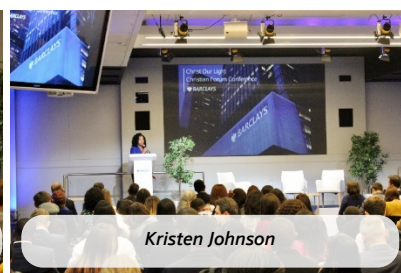 Christ Our Light
Christian Forum Conference
BARCLAYS
BARCLAYS
BARCLAYS
Kristen Johnson